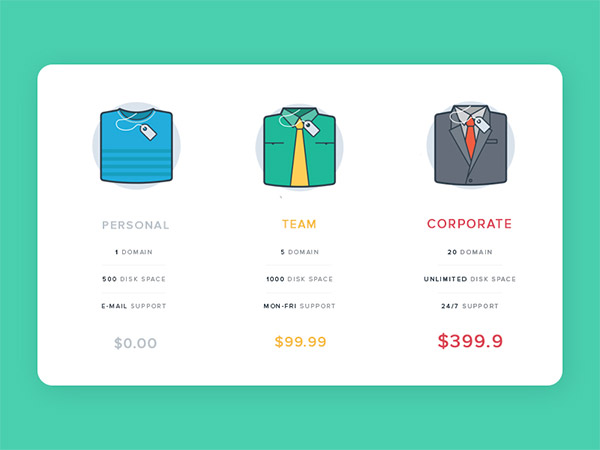 PERSONAL
1 DOMAIN
500 DISK SPACE
E-MAIL SUPPORT
$0.00
TEAM
5 DOMAIN
1000 DISK SPACE
MON-FRI SUPPORT
$99.99
CORPORATE
20 DOMAIN
UNLIMITED DISK SPACE
24/7 SUPPORT
$399.9